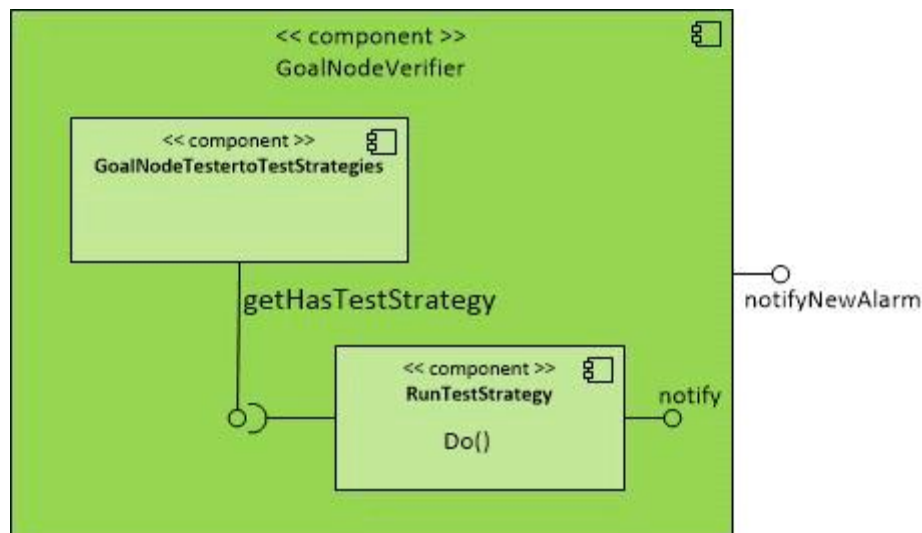 << component >>
GoalNodeVerifier
<< component >>
GoalNodeTestertoTestStrategies
getHasTestStrategy
notifyNewAlarm
<< component >>
RunTestStrategy
notify
Do()